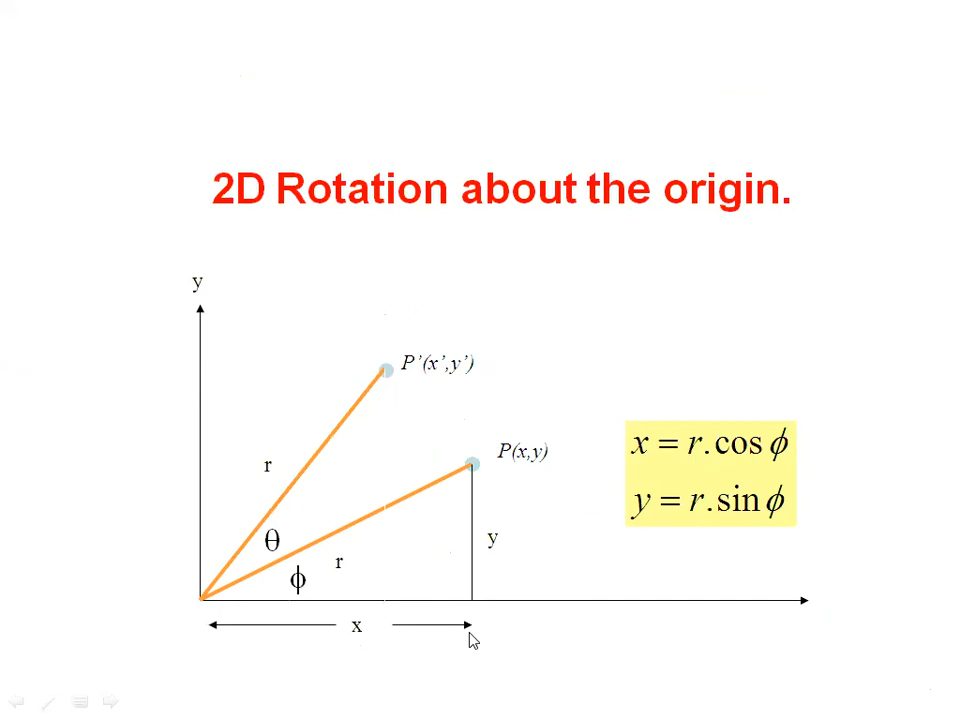 2D Rotation about the origin.
y
P’(x’,y’)
P(x,y)
x = r.cos ϕ
r
y = r.sin ϕ
θ
y
r
ϕ
x